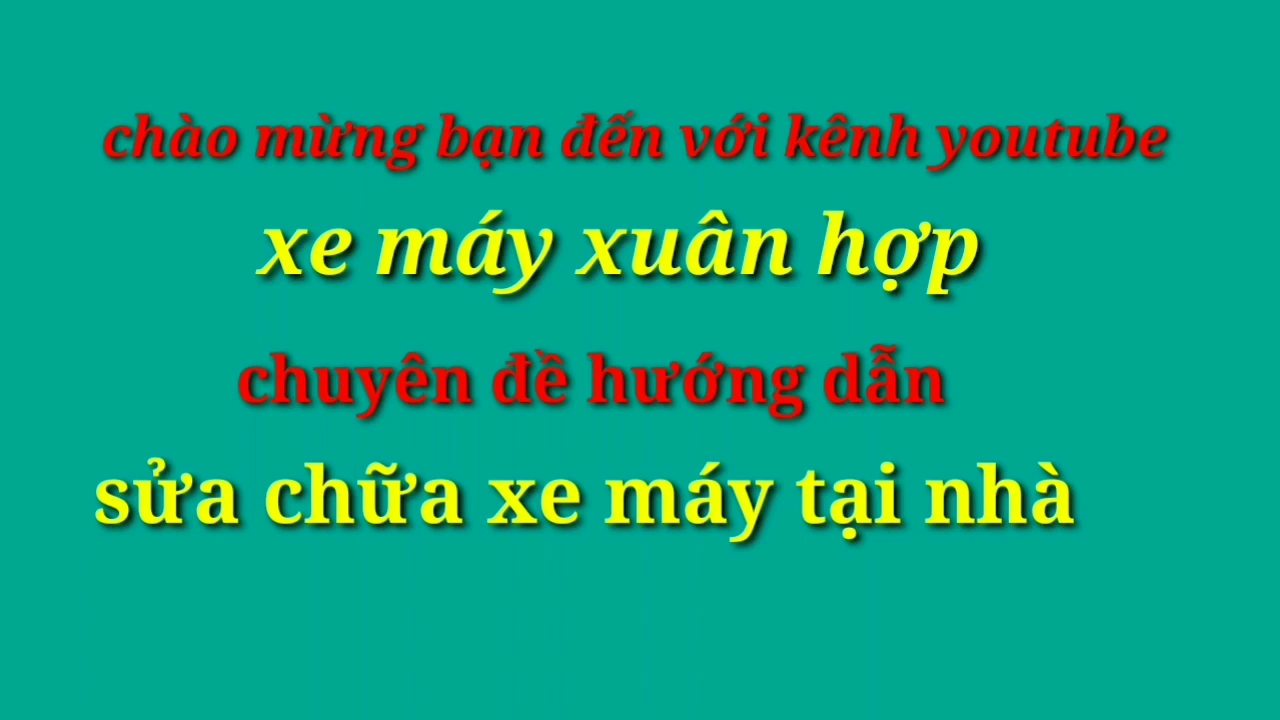 chào mừng bạn đến với kênh youtube
xe máy xuân hợp
chuyên đề hướng dẫn
sửa chữa xe máy tại nhà